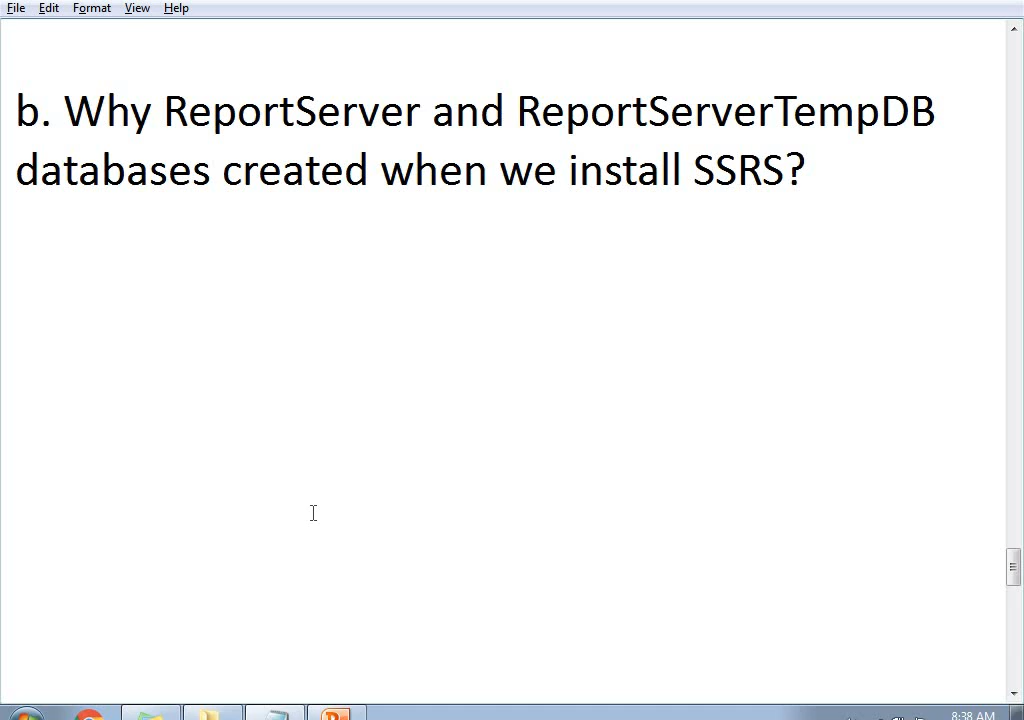 File Edit Format View Help
b. Why ReportServer and ReportServerTempDB
databases created when we install SSRS?
8:38 AM